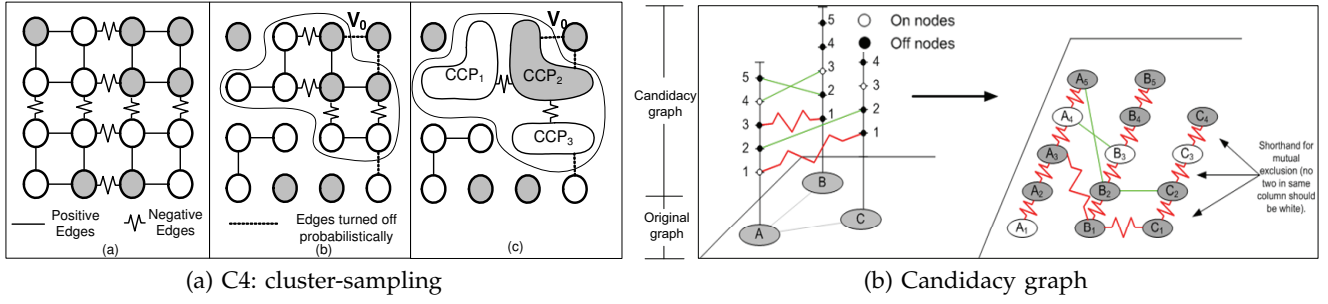 V0
V0
CCP1
CCP2
CCP3
Positive
Edges
Negative
Edges
Edges turned off
probabilistically
(a)
(b)
(c)
(a) C4: cluster-sampling
Candidacy
graph
Original
graph
5
4
3
2
1
5
4
3
2
1
4
3
2
1
A
B
C
On nodes
Off nodes
A5
B5
A4
B4
C4
A3
B3
C3
A2
B2
C2
A1
B1
C1
Shorthand for
mutual
exclusion (no
two in same
column should
be white).
(b) Candidacy graph